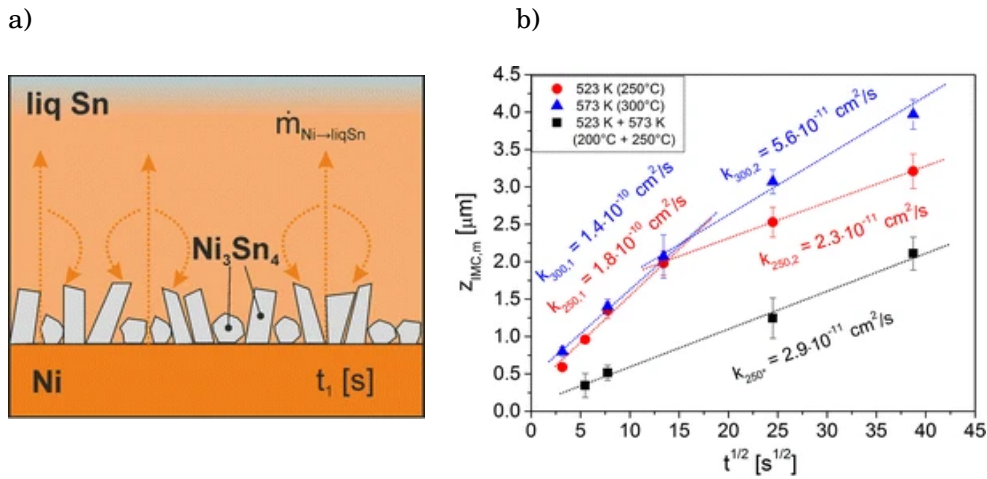 a)
b)
liq Sn
ṁNi→liqSn
Ni3Sn4
Ni
t1 [s]
4.5
4.0
3.5
3.0
2.5
2.0
1.5
1.0
0.5
0.0
zIMC,m [μm]
523 K (250°C)
573 K (300°C)
523 K + 573 K
(200°C + 250°C)
k300,1 = 1.4·10⁻¹⁰ cm²/s
k250,1 = 1.8·10⁻¹⁰ cm²/s
k300,2 = 5.6·10⁻¹¹ cm²/s
k250,2 = 2.3·10⁻¹¹ cm²/s
k250* = 2.9·10⁻¹¹ cm²/s
0 5 10 15 20 25 30 35 40 45
t^1/2 [s^1/2]